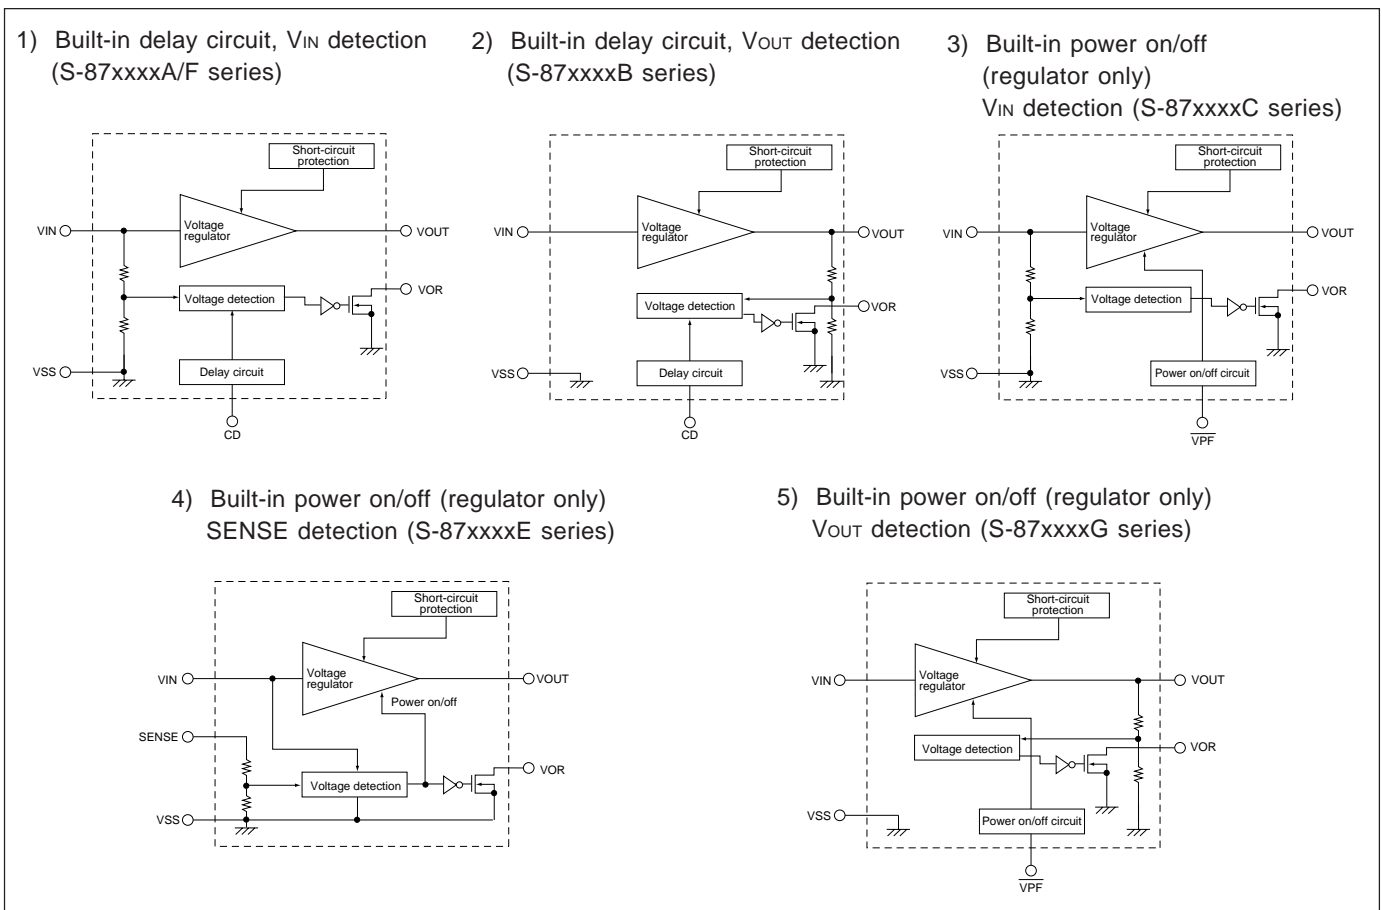 1) Built-in delay circuit, VIN detection
(S-87xxxxA/F series)
Short-circuit
protection
Voltage
regulator
VIN
VOUT
Voltage detection
VOR
VSS
Delay circuit
CD
2) Built-in delay circuit, VOUT detection
(S-87xxxxB series)
Short-circuit
protection
Voltage
regulator
VIN
VOUT
Voltage detection
VOR
VSS
Delay circuit
CD
3) Built-in power on/off
(regulator only)
VIN detection (S-87xxxxC series)
Short-circuit
protection
Voltage
regulator
VIN
VOUT
Voltage detection
VOR
VSS
Power on/off circuit
VPF
4) Built-in power on/off (regulator only)
SENSE detection (S-87xxxxE series)
Short-circuit
protection
Voltage
regulator
VIN
VOUT
Power on/off
SENSE
Voltage detection
VOR
VSS
5) Built-in power on/off (regulator only)
VOUT detection (S-87xxxxG series)
Short-circuit
protection
Voltage
regulator
VIN
VOUT
Voltage detection
VOR
VSS
Power on/off circuit
VPF